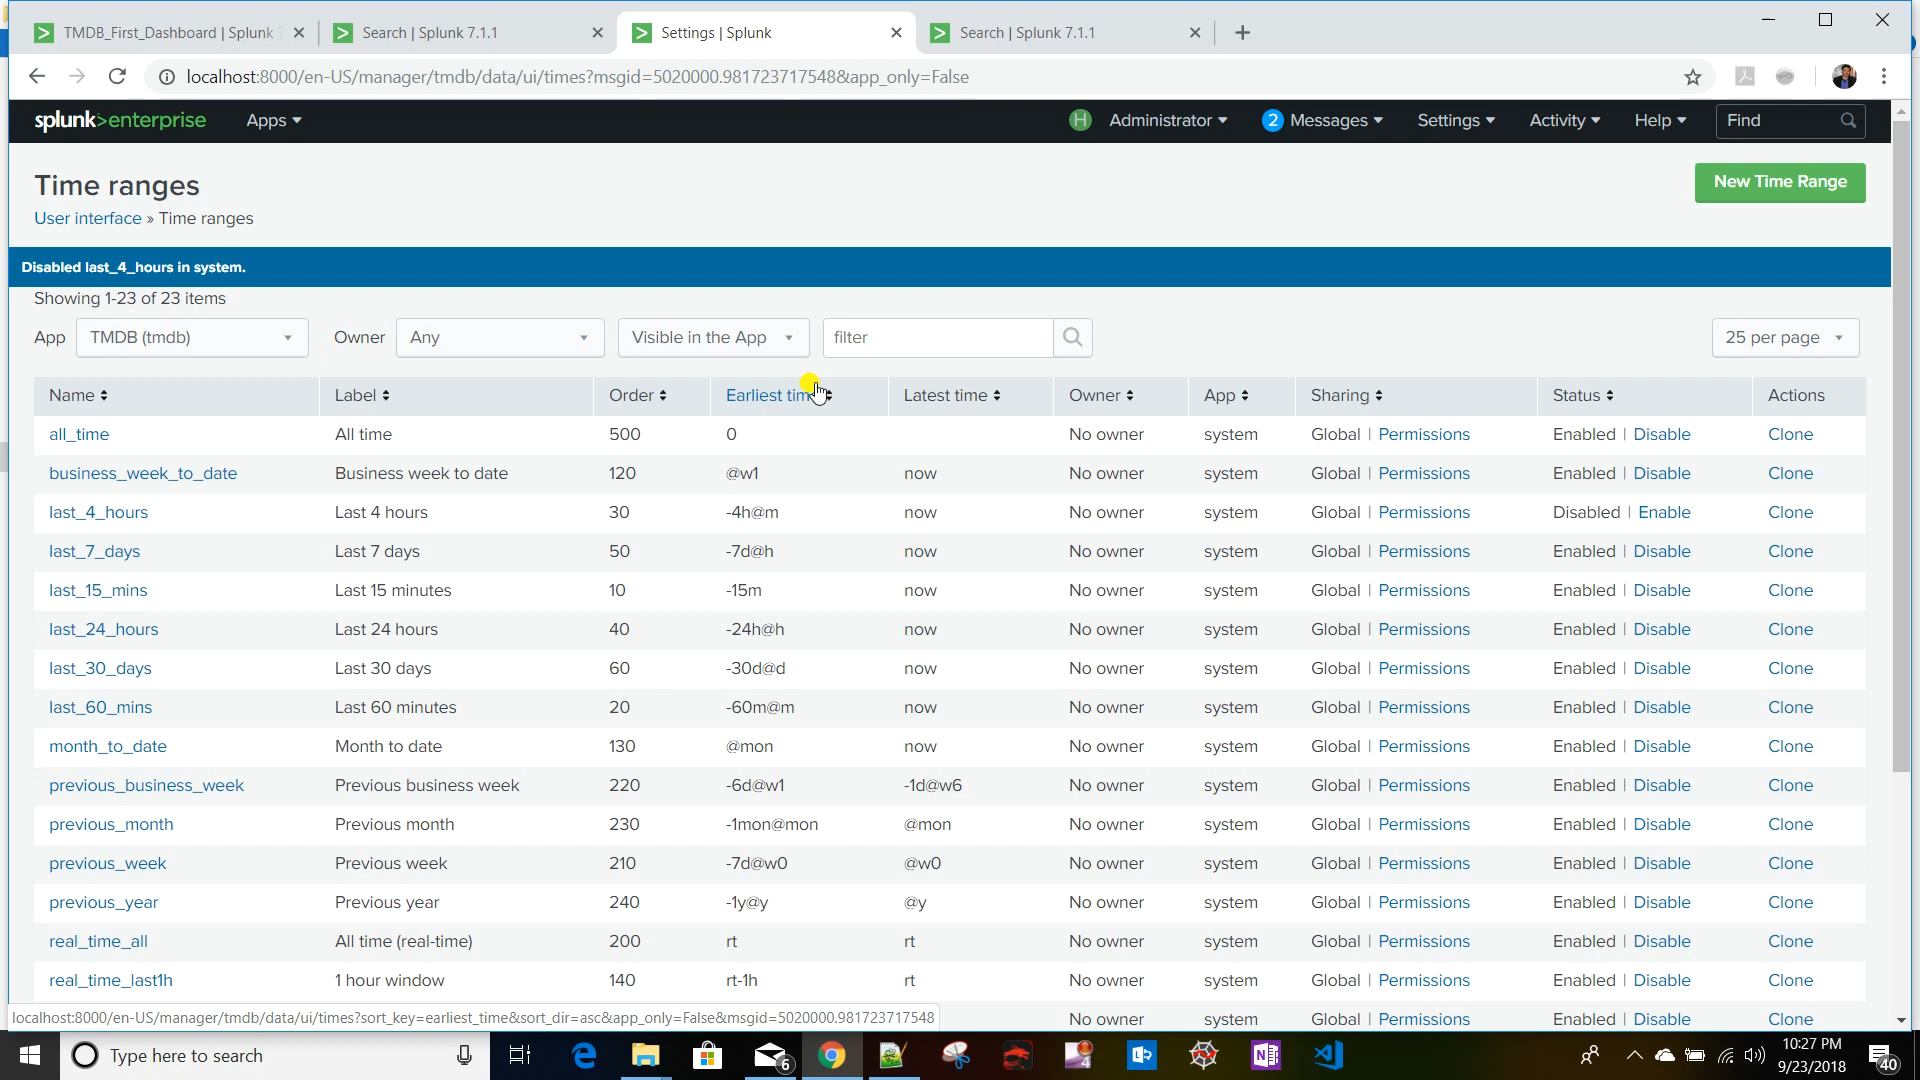 TMDB_First_Dashboard | Splunk 7
Search | Splunk 7.1.1
Settings | Splunk
Search | Splunk 7.1.1
localhost:8000/en-US/manager/tmdb/data/ui/times?msgid=5020000.981723717548&app_only=False
splunk>enterprise Apps H Administrator 2 Messages Settings Activity Help Find
Time ranges
New Time Range
User interface » Time ranges
Disabled last_4_hours in system.
Showing 1-23 of 23 items
App TMDB (tmdb) Owner Any Visible in the App filter 25 per page
Name Label Order Earliest tim Latest time Owner App Sharing Status Actions
all_time All time 500 0 No owner system Global | Permissions Enabled | Disable Clone
business_week_to_date Business week to date 120 @w1 now No owner system Global | Permissions Enabled | Disable Clone
last_4_hours Last 4 hours 30 -4h@m now No owner system Global | Permissions Disabled | Enable Clone
last_7_days Last 7 days 50 -7d@h now No owner system Global | Permissions Enabled | Disable Clone
last_15_mins Last 15 minutes 10 -15m now No owner system Global | Permissions Enabled | Disable Clone
last_24_hours Last 24 hours 40 -24h@h now No owner system Global | Permissions Enabled | Disable Clone
last_30_days Last 30 days 60 -30d@d now No owner system Global | Permissions Enabled | Disable Clone
last_60_mins Last 60 minutes 20 -60m@m now No owner system Global | Permissions Enabled | Disable Clone
month_to_date Month to date 130 @mon now No owner system Global | Permissions Enabled | Disable Clone
previous_business_week Previous business week 220 -6d@w1 -1d@w6 No owner system Global | Permissions Enabled | Disable Clone
previous_month Previous month 230 -1mon@mon @mon No owner system Global | Permissions Enabled | Disable Clone
previous_week Previous week 210 -7d@w0 @w0 No owner system Global | Permissions Enabled | Disable Clone
previous_year Previous year 240 -1y@y @y No owner system Global | Permissions Enabled | Disable Clone
real_time_all All time (real-time) 200 rt rt No owner system Global | Permissions Enabled | Disable Clone
real_time_last1h 1 hour window 140 rt-1h rt No owner system Global | Permissions Enabled | Disable Clone
No owner system Global | Permissions Enabled | Disable Clone
localhost:8000/en-US/manager/tmdb/data/ui/times?sort_key=earliest_time&sort_dir=asc&app_only=False&msgid=5020000.981723717548
Type here to search
6
4
10:27 PM
9/23/2018
40